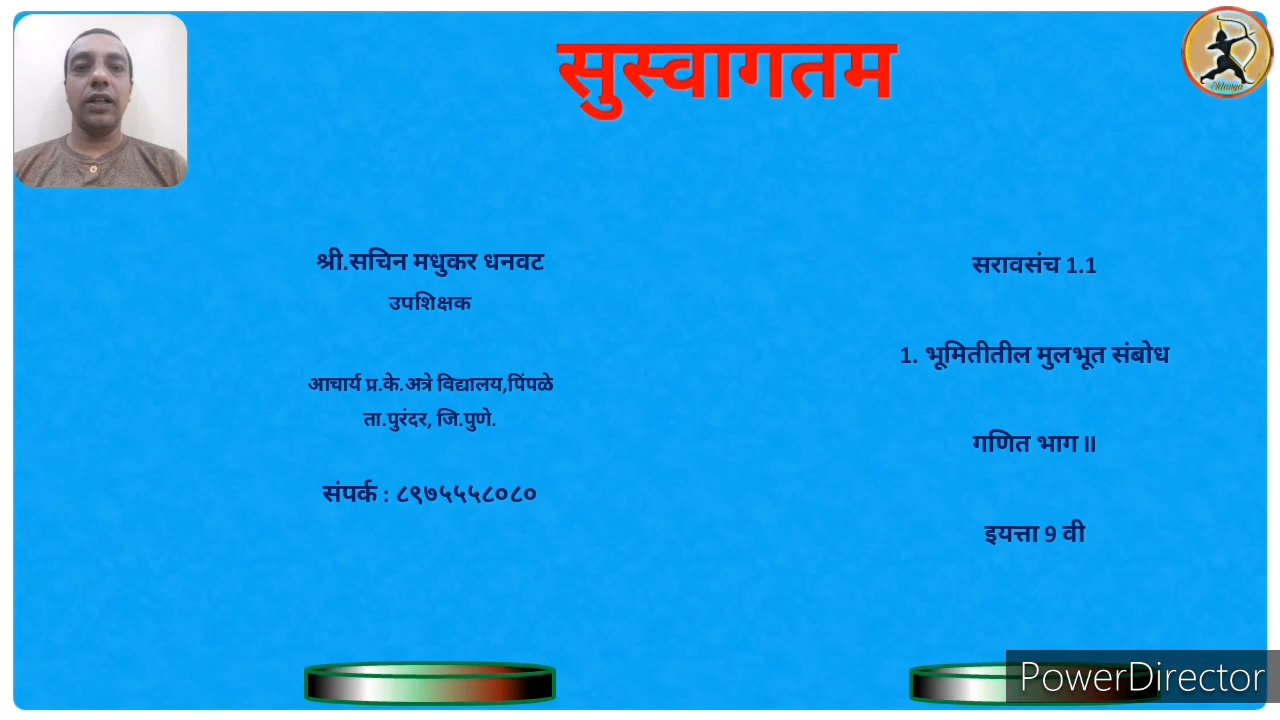 सुस्वागतम
श्री.सचिन मधुकर धनवट
उपशिक्षक
आचार्य प्र.के.अत्रे विद्यालय,पिंपळे
ता.पुरंदर, जि.पुणे.
संपर्क : ८९७५५५८०८०
सरावसंच 1.1
1. भूमितीतील मुलभूत संबोध
गणित भाग II
इयत्ता 9 वी
PowerDirector